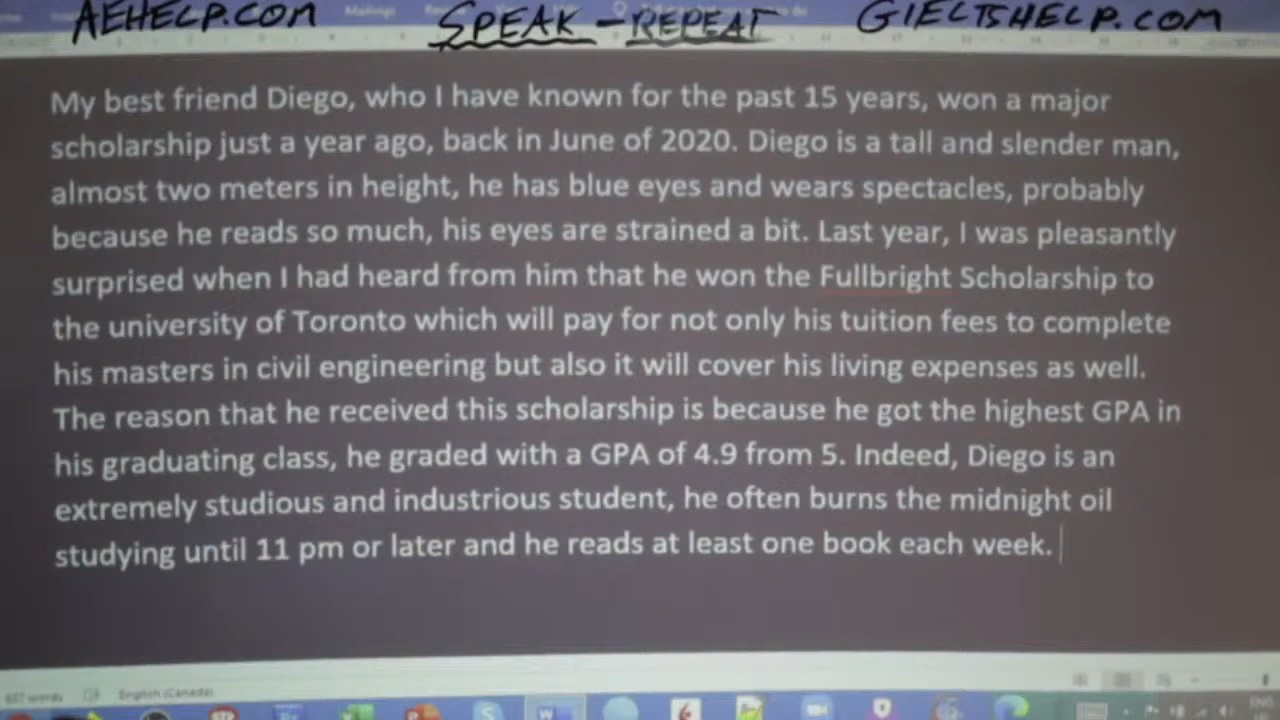 AEHELP.COM SPEAK - REPEAT GIELTSHELP.COM
Mailings
My best friend Diego, who I have known for the past 15 years, won a major
scholarship just a year ago, back in June of 2020. Diego is a tall and slender man,
almost two meters in height, he has blue eyes and wears spectacles, probably
because he reads so much, his eyes are strained a bit. Last year, I was pleasantly
surprised when I had heard from him that he won the Fullbright Scholarship to
the university of Toronto which will pay for not only his tuition fees to complete
his masters in civil engineering but also it will cover his living expenses as well.
The reason that he received this scholarship is because he got the highest GPA in
his graduating class, he graded with a GPA of 4.9 from 5. Indeed, Diego is an
extremely studious and industrious student, he often burns the midnight oil
studying until 11 pm or later and he reads at least one book each week.
637 words English (Canada)